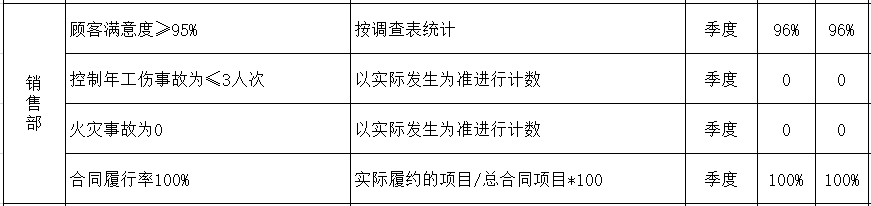 顾客满意度≥95% 按调查表统计 季度 96% 96%
销售部
控制年工伤事故为≤3人次 以实际发生为准进行计数 季度 0 0
火灾事故为0 以实际发生为准进行计数 季度 0 0
合同履行率100% 实际履约的项目/总合同项目*100 季度 100% 100%